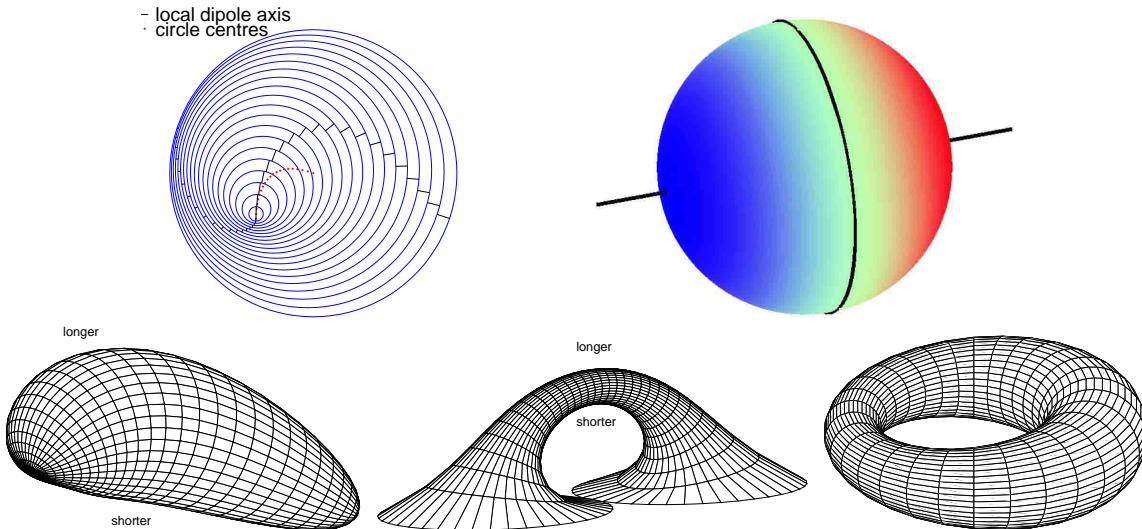 local dipole axis
circle centres
longer
shorter
longer
shorter